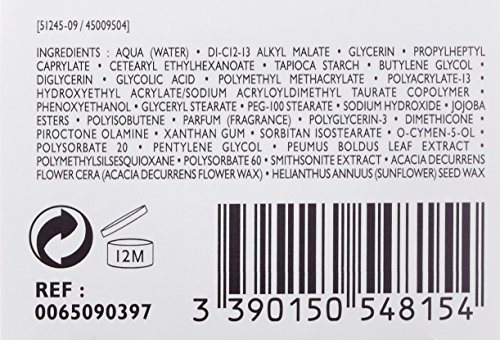 [51245-09 / 45009504]
INGREDIENTS : AQUA (WATER) • DI-C12-13 ALKYL MALATE • GLYCERIN • PROPYLHEPTYL
CAPRYLATE • CETEARYL ETHYLHEXANOATE • TAPIOCA STARCH • BUTYLENE GLYCOL •
DIGLYCERIN • GLYCOLIC ACID • POLYMETHYL METHACRYLATE • POLYACRYLATE-13 •
HYDROXYETHYL ACRYLATE/SODIUM ACRYLOYLDIMETHYL TAURATE COPOLYMER •
PHENOXYETHANOL • GLYCERYL STEARATE • PEG-100 STEARATE • SODIUM HYDROXIDE • JOJOBA
ESTERS • POLYISOBUTENE • PARFUM (FRAGRANCE) • POLYGLYCERIN-3 • DIMETHICONE •
PIROCTONE OLAMINE • XANTHAN GUM • SORBITAN ISOSTEARATE • O-CYMEN-5-OL •
POLYSORBATE 20 • PENTYLENE GLYCOL • PEUMUS BOLDUS LEAF EXTRACT •
POLYMETHYLSILSESQUIOXANE • POLYSORBATE 60 • SMITHSONITE EXTRACT • ACACIA DECURRENS
FLOWER CERA (ACACIA DECURRENS FLOWER WAX) • HELIANTHUS ANNUUS (SUNFLOWER) SEED WAX
12M
REF :
0065090397
3 390150 548154